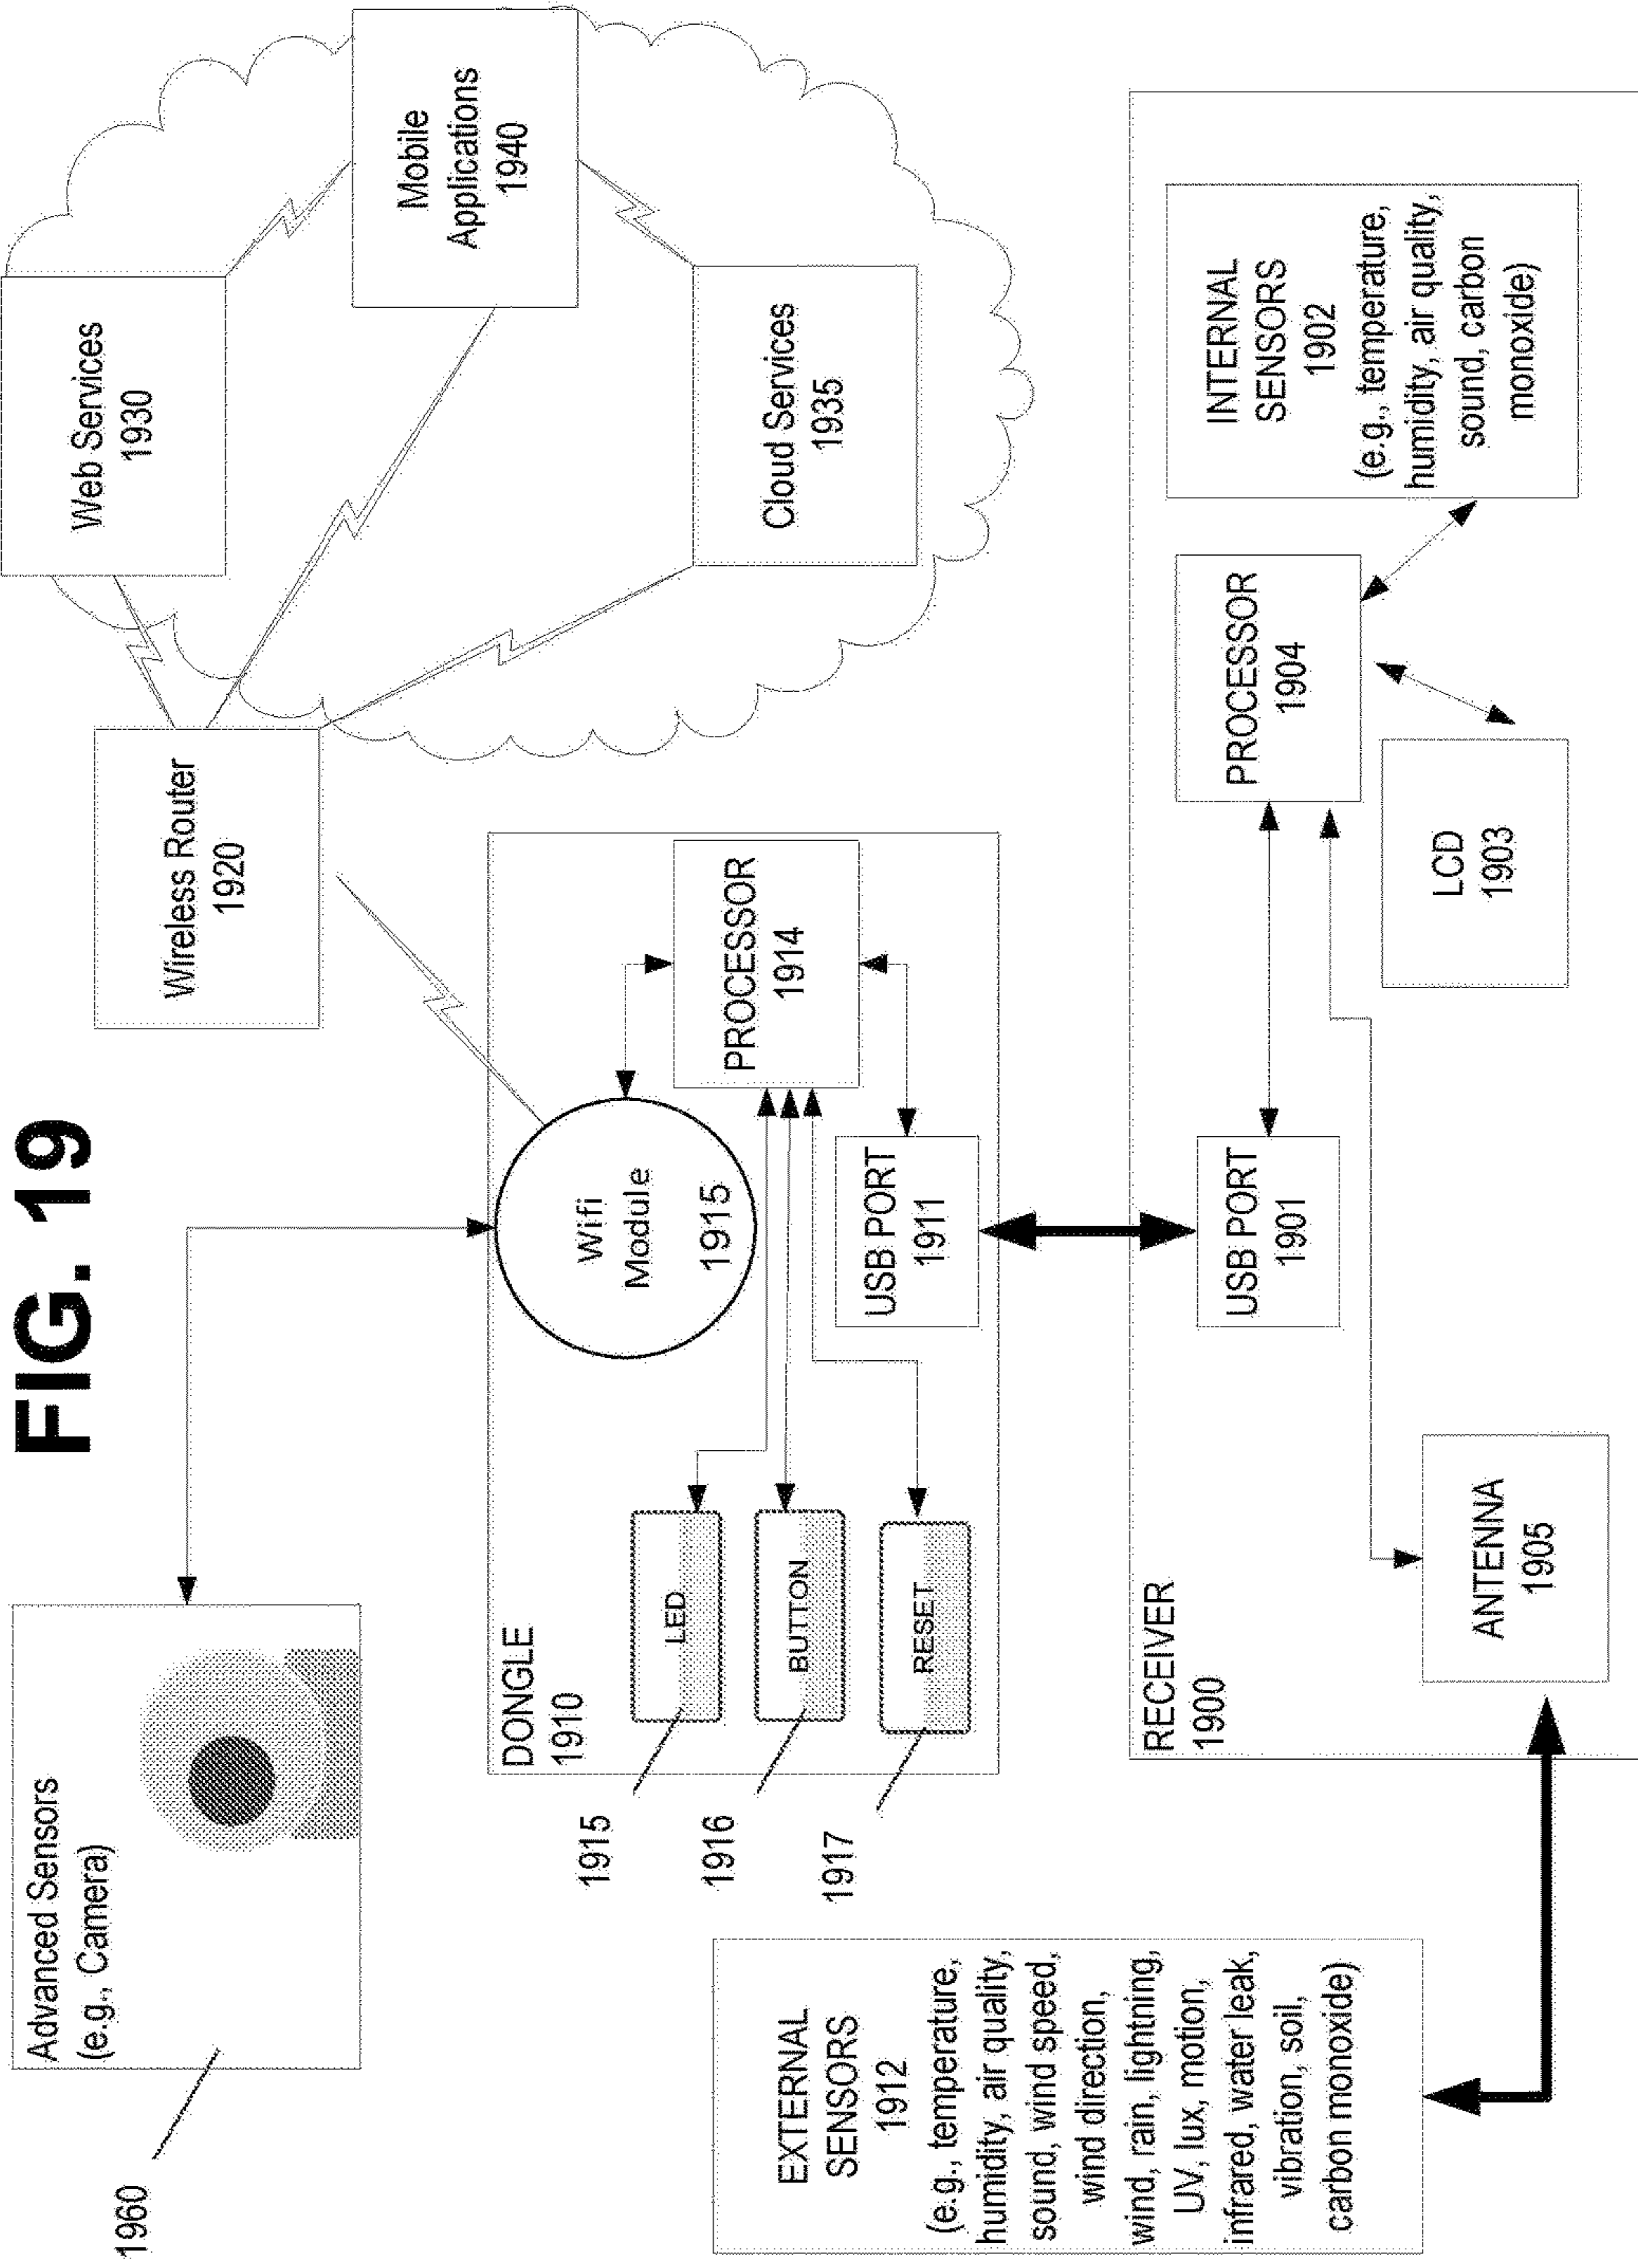 FIG. 19
1960
Advanced Sensors
(e.g., Camera)
Wireless Router
1920
Web Services
1930
Mobile
Applications
1940
Cloud Services
1935
DONGLE
1910
1915
LED
1916
BUTTON
1917
RESET
Wifi
Module
1915
PROCESSOR
1914
USB PORT
1911
EXTERNAL
SENSORS
1912
(e.g., temperature,
humidity, air quality,
sound, wind speed,
wind direction,
wind, rain, lightning,
UV, lux, motion,
infrared, water leak,
vibration, soil,
carbon monoxide)
RECEIVER
1900
ANTENNA
1905
USB PORT
1901
PROCESSOR
1904
LCD
1903
INTERNAL
SENSORS
1902
(e.g., temperature,
humidity, air quality,
sound, carbon
monoxide)